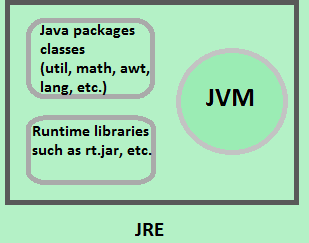 Java packages
classes
(util, math, awt,
lang, etc.)
JVM
Runtime libraries
such as rt.jar, etc.
JRE